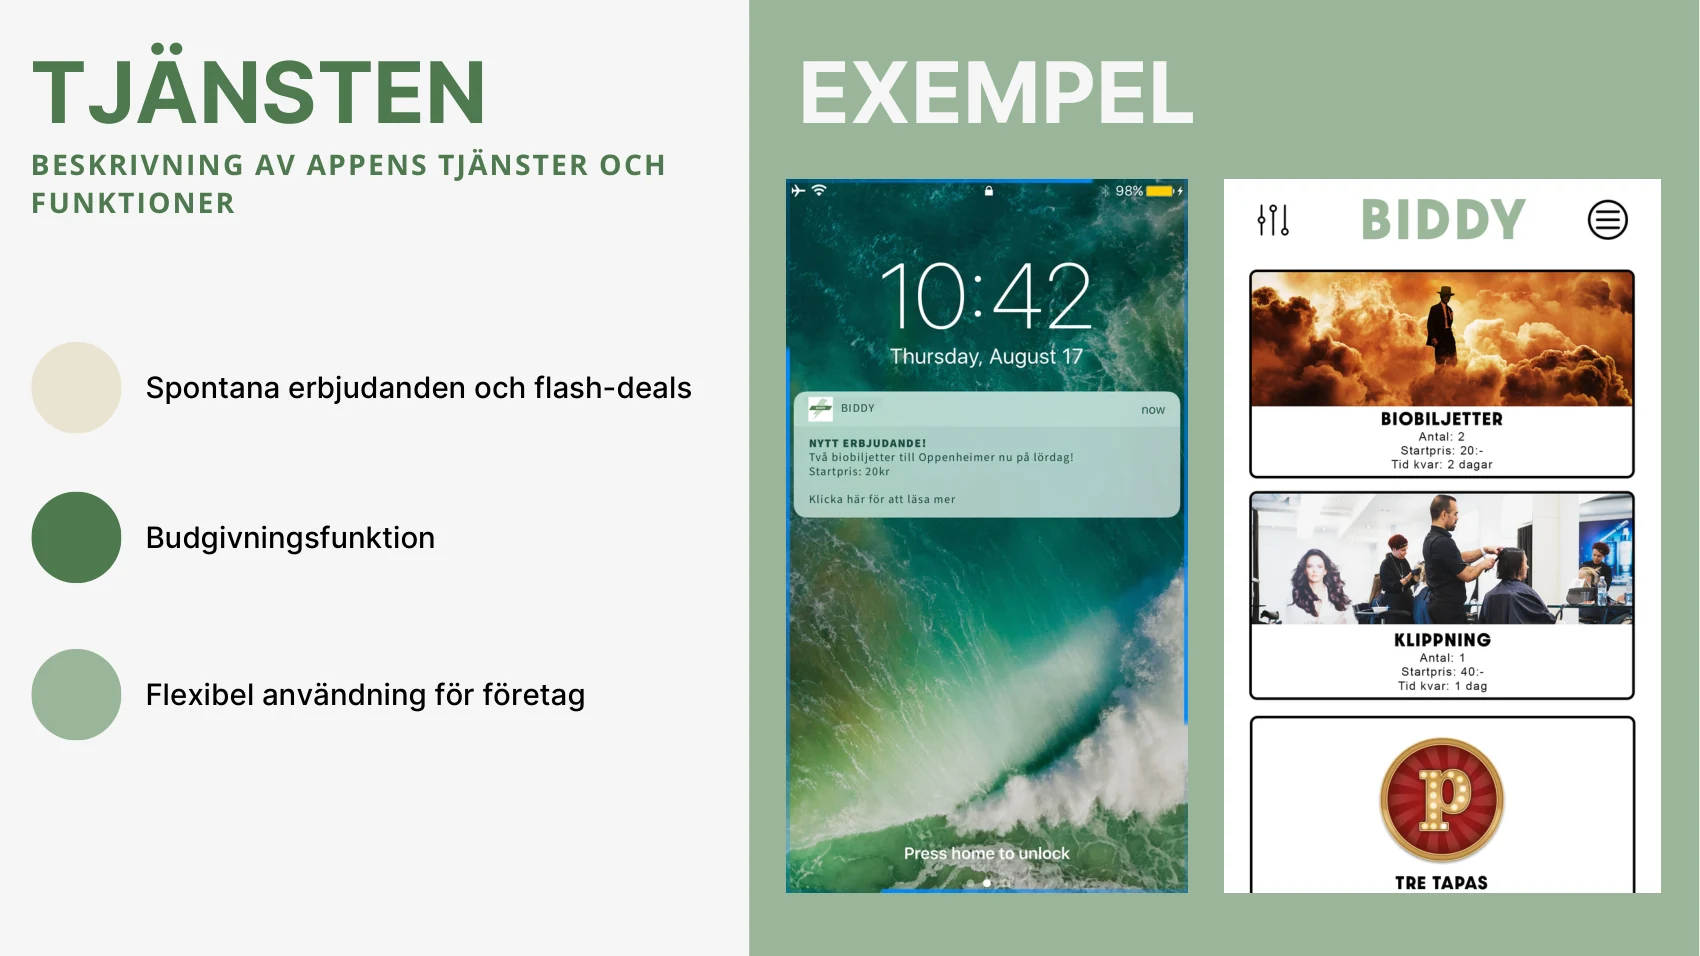 TJÄNSTEN
BESKRIVNING AV APPENS TJÄNSTER OCH
FUNKTIONER
Spontana erbjudanden och flash-deals
Budgivningsfunktion
Flexibel användning för företag
EXEMPEL
98%
10:42
Thursday, August 17
BIDDY
now
NYTT ERBJUDANDE!
Två biobiljetter till Oppenheimer nu på lördag!
Startpris: 20kr
Klicka här för att läsa mer
Press home to unlock
BIDDY
BIOBILJETTER
Antal: 2
Startpris: 20:-
Tid kvar: 2 dagar
KLIPPNING
Antal: 1
Startpris: 40:-
Tid kvar: 1 dag
p
TRE TAPAS